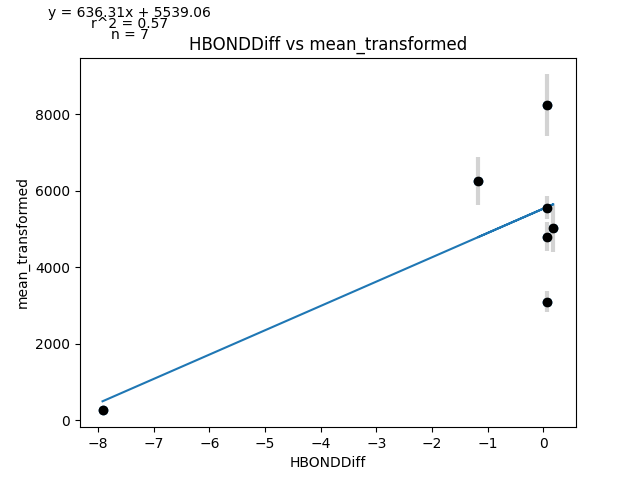 y = 636.31x + 5539.06
r^2 = 0.57
n = 7
HBONDDiff vs mean_transformed
8000
6000
4000
2000
0
mean_transformed
−8 −7 −6 −5 −4 −3 −2 −1 0
HBONDDiff